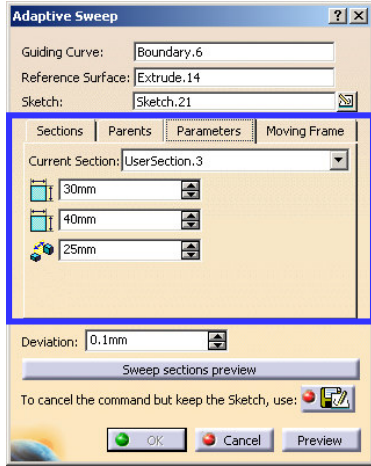 Adaptive Sweep
Guiding Curve: Boundary.6
Reference Surface: Extrude.14
Sketch: Sketch.21
Sections Parents Parameters Moving Frame
Current Section: UserSection.3
30mm
40mm
25mm
Deviation: 0.1mm
Sweep sections preview
To cancel the command but keep the Sketch, use:
OK Cancel Preview